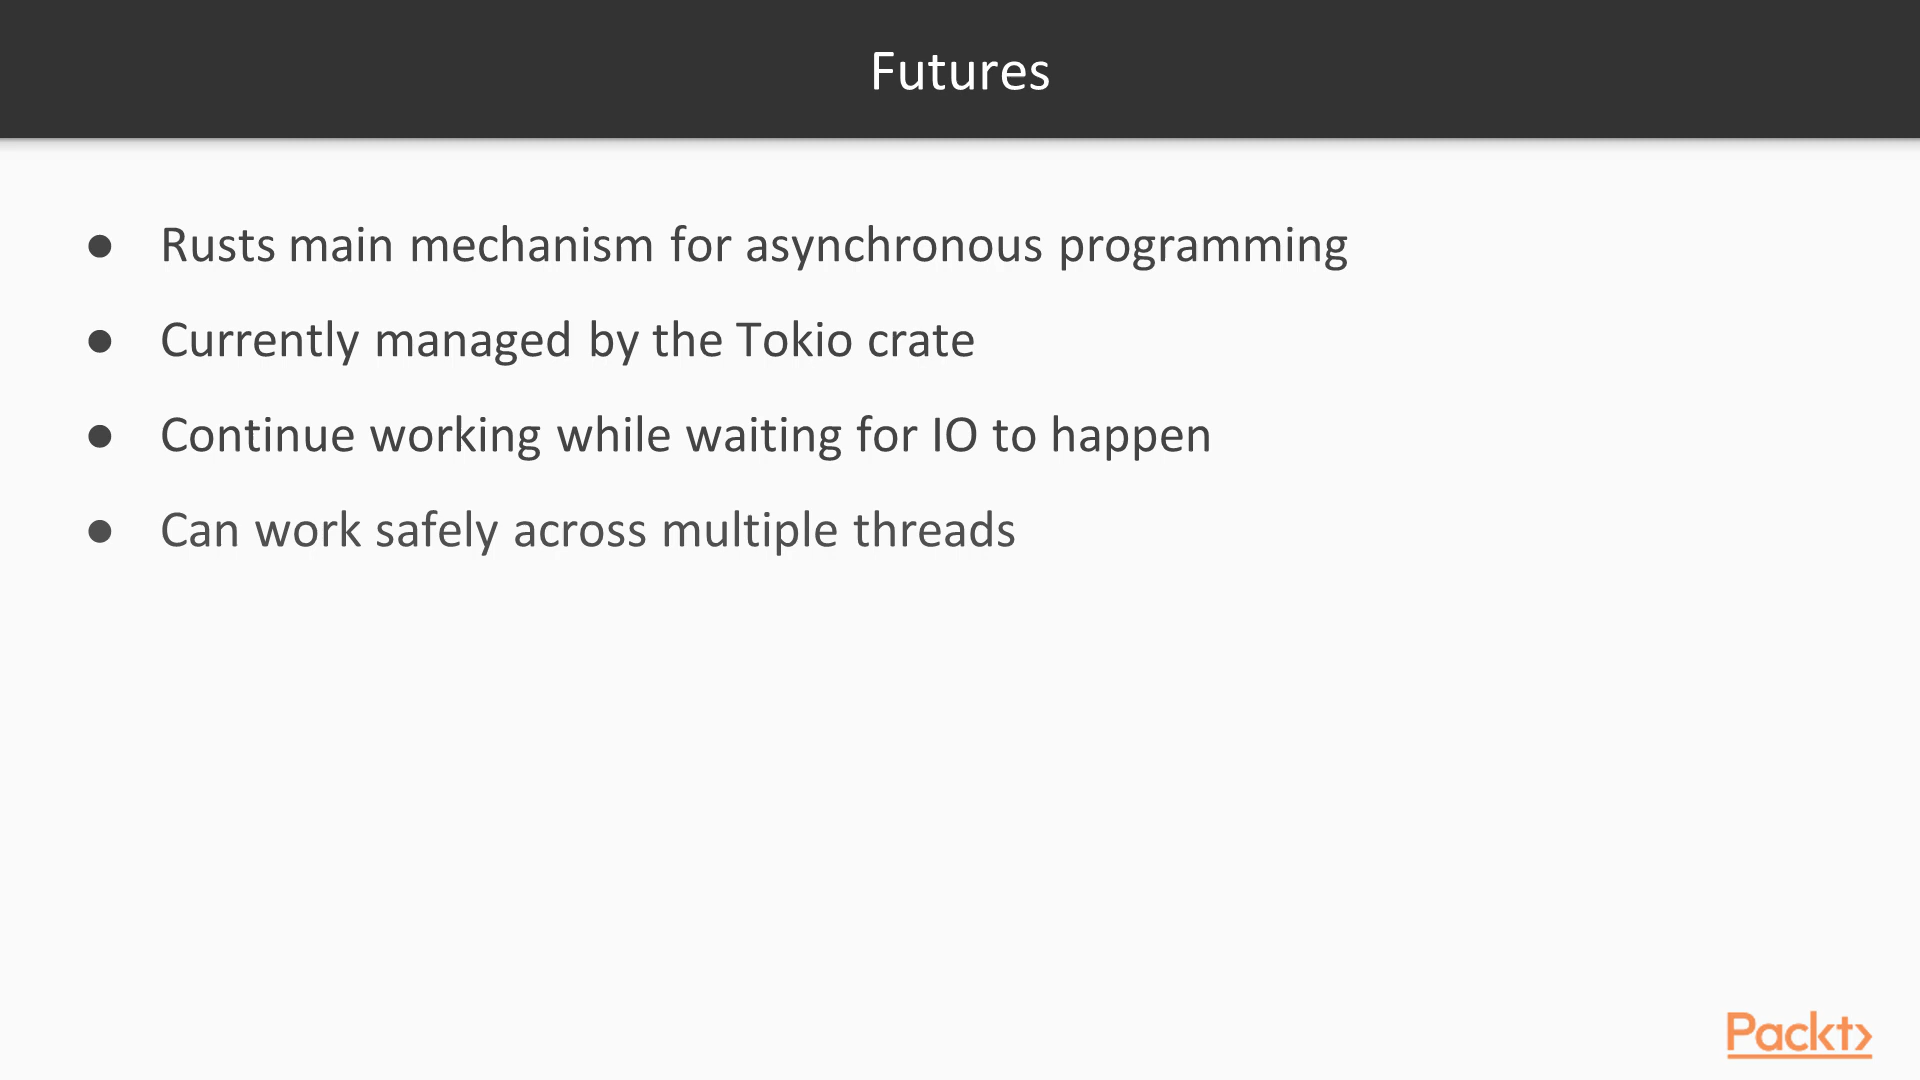 Futures
● Rusts main mechanism for asynchronous programming
● Currently managed by the Tokio crate
● Continue working while waiting for IO to happen
● Can work safely across multiple threads
Packt>